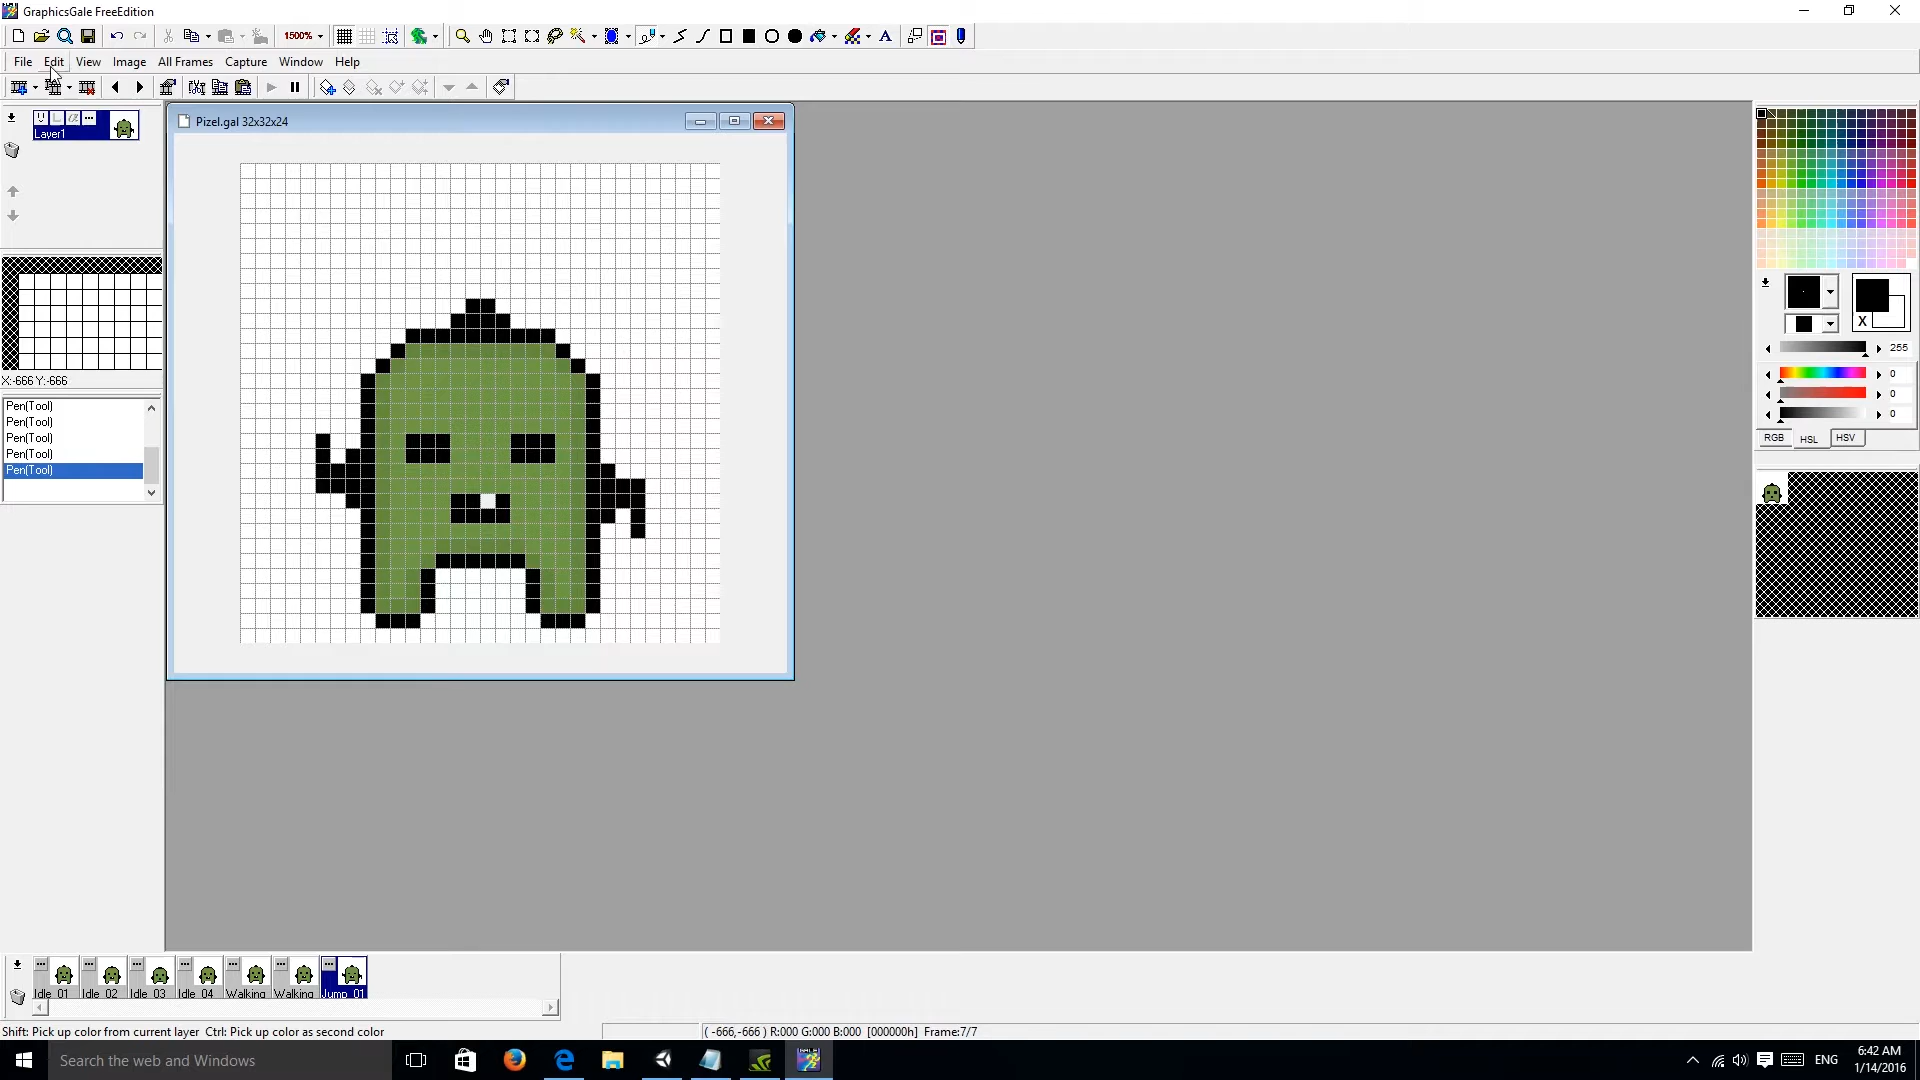 GraphicsGale FreeEdition
1500%
A
File Edit View Image All Frames Capture Window Help
Layer1
Pizel.gal 32x32x24
X:-666 Y:-666
Pen(Tool)
Pen(Tool)
Pen(Tool)
Pen(Tool)
Pen(Tool)
X
255
0
0
0
RGB HSL HSV
Idle_01 Idle_02 Idle_03 Idle_04 Walking Walking Jump_01
Shift: Pick up color from current layer Ctrl: Pick up color as second color
( -666,-666 ) R:000 G:000 B:000 [000000h] Frame:7/7
Search the web and Windows
ENG
6:42 AM
1/14/2016